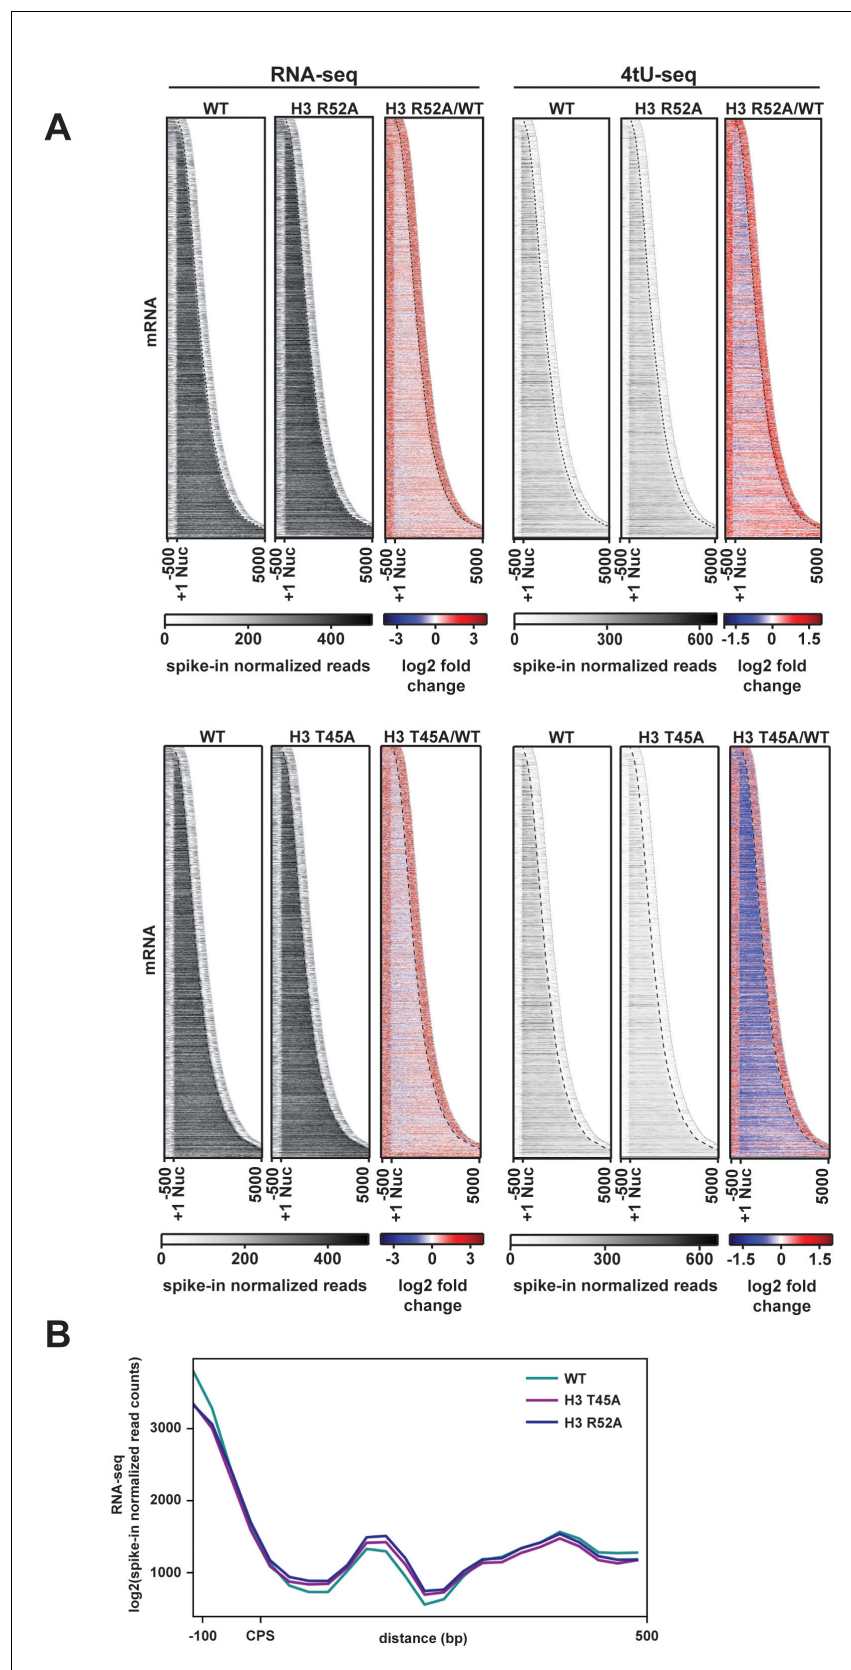 RNA-seq 4tU-seq
A
WT H3 R52A H3 R52A/WT WT H3 R52A H3 R52A/WT
mRNA
-500 +1 Nuc 5000 -500 +1 Nuc 5000 -500 +1 Nuc 5000 -500 +1 Nuc 5000 -500 +1 Nuc 5000 -500 +1 Nuc 5000
0 200 400 -3 0 3 0 300 600 -1.5 0 1.5
spike-in normalized reads log2 fold spike-in normalized reads log2 fold
change change
WT H3 T45A H3 T45A/WT WT H3 T45A H3 T45A/WT
mRNA
-500 +1 Nuc 5000 -500 +1 Nuc 5000 -500 +1 Nuc 5000 -500 +1 Nuc 5000 -500 +1 Nuc 5000 -500 +1 Nuc 5000
0 200 400 -3 0 3 0 300 600 -1.5 0 1.5
spike-in normalized reads log2 fold spike-in normalized reads log2 fold
change change
B
RNA-seq
log2(spike-in normalized read counts)
WT
H3 T45A
H3 R52A
3000
2000
1000
-100 CPS distance (bp) 500